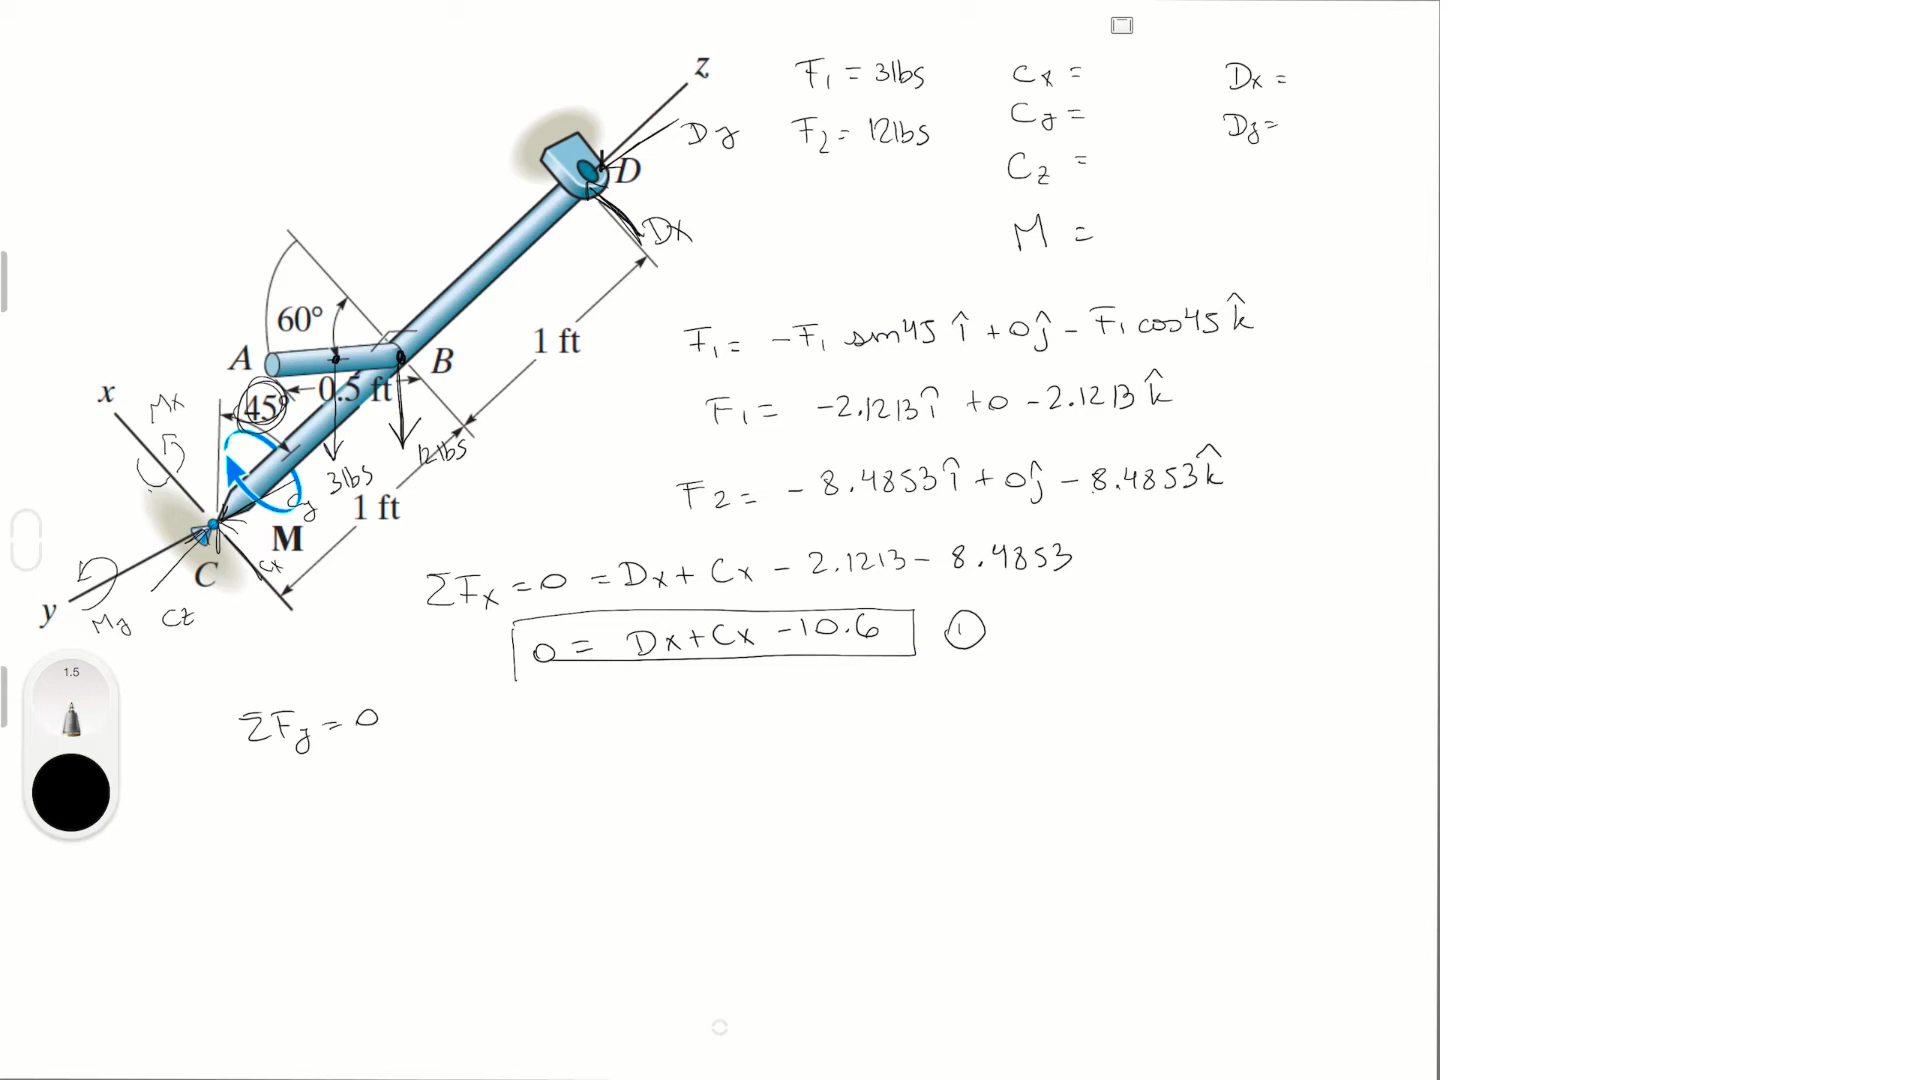 z
F₁ = 3lbs
Cx =
Dx =
Dy
F₂ = 12lbs
Cy =
Dy =
D
Cz =
Dx
M =
60°
A
B
1 ft
F₁ = -F₁ sin45 î + 0ĵ - F₁ cos45 k̂
0.5 ft
x
Mx
45°
F₁ = -2.1213î + 0 - 2.1213 k̂
12lbs
3lbs
F₂ = - 8.4853î + 0ĵ - 8.4853k̂
Cy
1 ft
M
C
Cx
ΣFx = 0 = Dx + Cx - 2.1213 - 8.4853
y
My
Cz
0 = Dx + Cx - 10.6 ①
1.5
ΣFy = 0